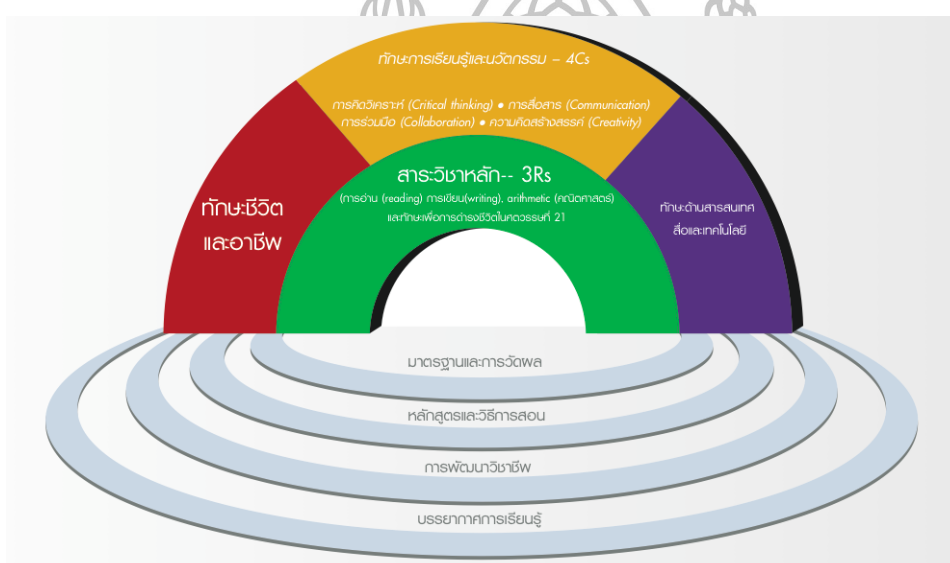 ทักษะการเรียนรู้และนวัตกรรม – 4Cs
การคิดวิเคราะห์ (Critical thinking) ● การสื่อสาร (Communication)
การร่วมมือ (Collaboration) ● ความคิดสร้างสรรค์ (Creativity)
สาระวิชาหลัก-- 3Rs
(การอ่าน (reading) การเขียน(writing), arithmetic (คณิตศาสตร์)
และทักษะเพื่อการดำรงชีวิตในศตวรรษที่ 21
ทักษะชีวิต
และอาชีพ
ทักษะด้านสารสนเทศ
สื่อและเทคโนโลยี
มาตรฐานและการวัดผล
หลักสูตรและวิธีการสอน
การพัฒนาวิชาชีพ
บรรยากาศการเรียนรู้